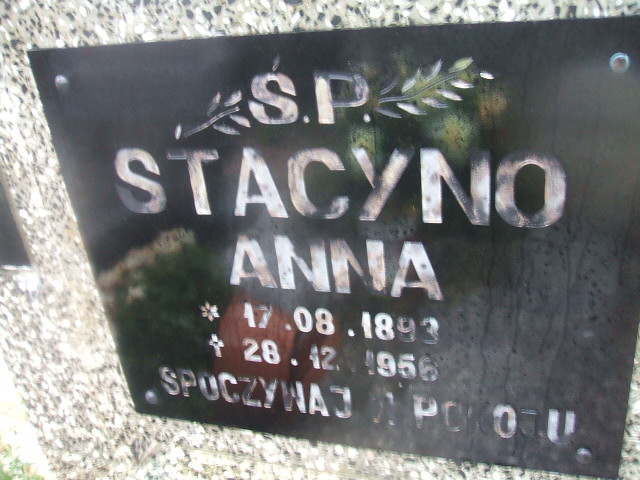 Ś.P.
STACYNO
ANNA
* 17.08.1893
† 28.12.1956
SPOCZYWAJ W POKOJU